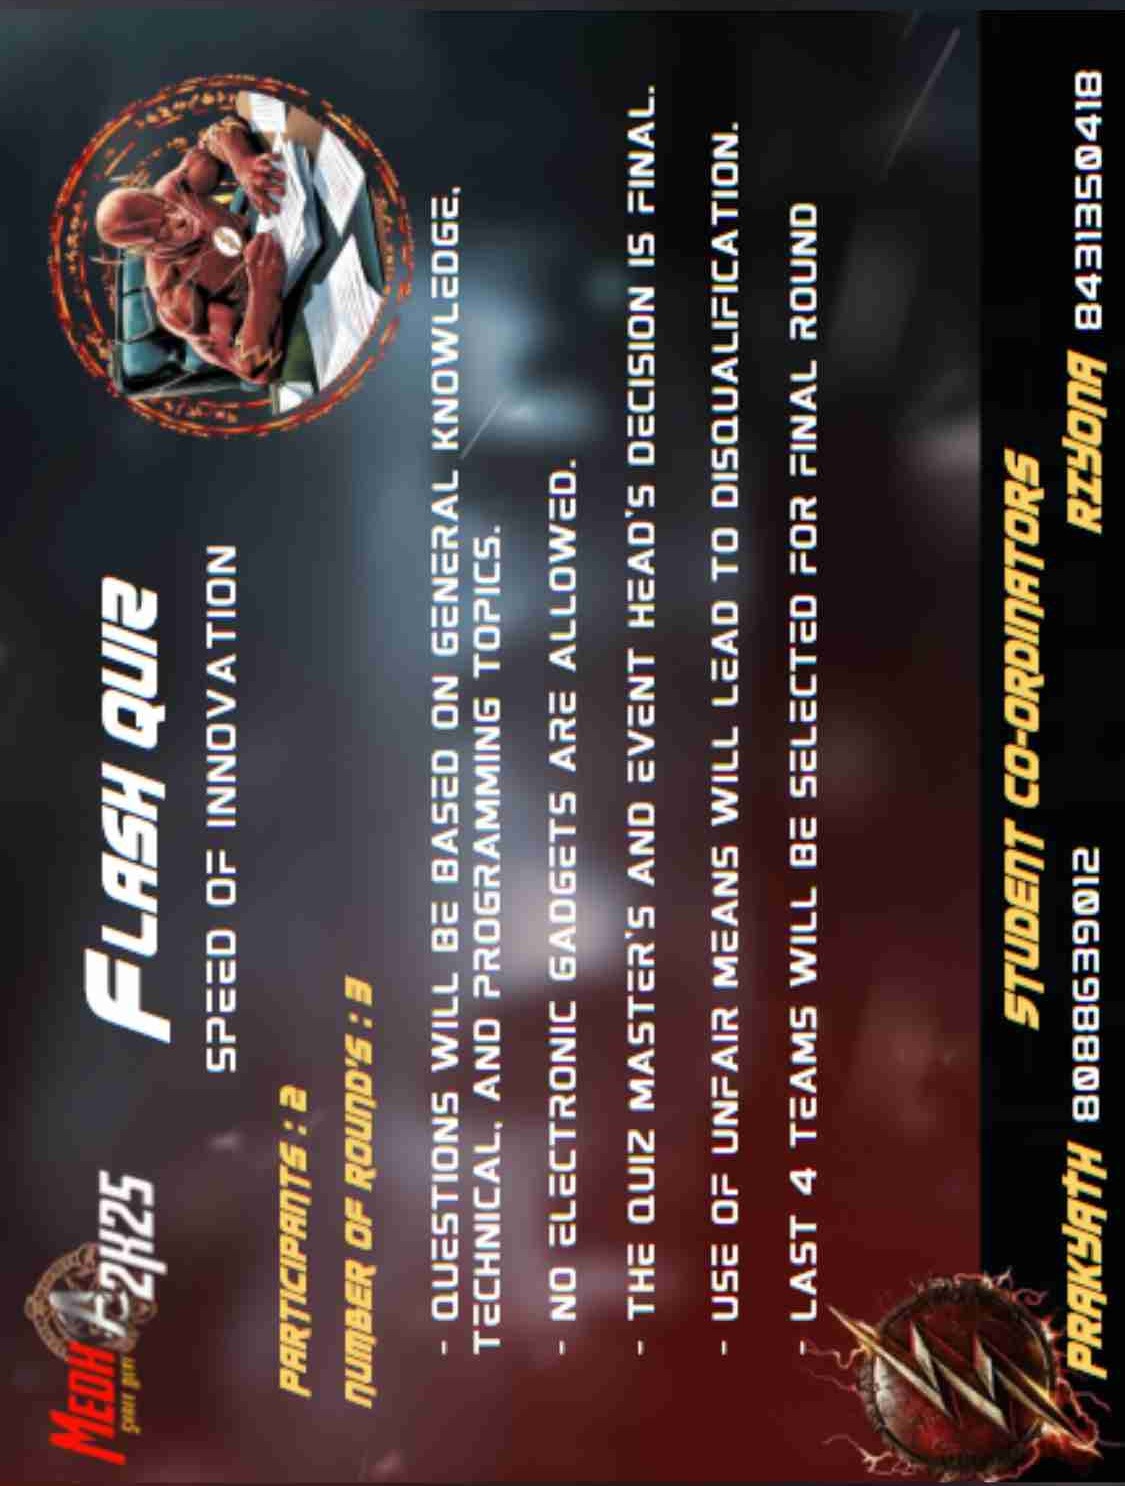 MEDHA-2K25
FLASH QUIZ
SPEED OF INNOVATION
PARTICIPANTS : 2
NUMBER OF ROUND'S : 3
- QUESTIONS WILL BE BASED ON GENERAL KNOWLEDGE,
TECHNICAL, AND PROGRAMMING TOPICS.
- NO ELECTRONIC GADGETS ARE ALLOWED.
- THE QUIZ MASTER'S AND EVENT HEAD'S DECISION IS FINAL.
- USE OF UNFAIR MEANS WILL LEAD TO DISQUALIFICATION.
- LAST 4 TEAMS WILL BE SELECTED FOR FINAL ROUND
STUDENT CO-ORDINATORS
PRAKYATH 8088639012
RIYONA 8431350418